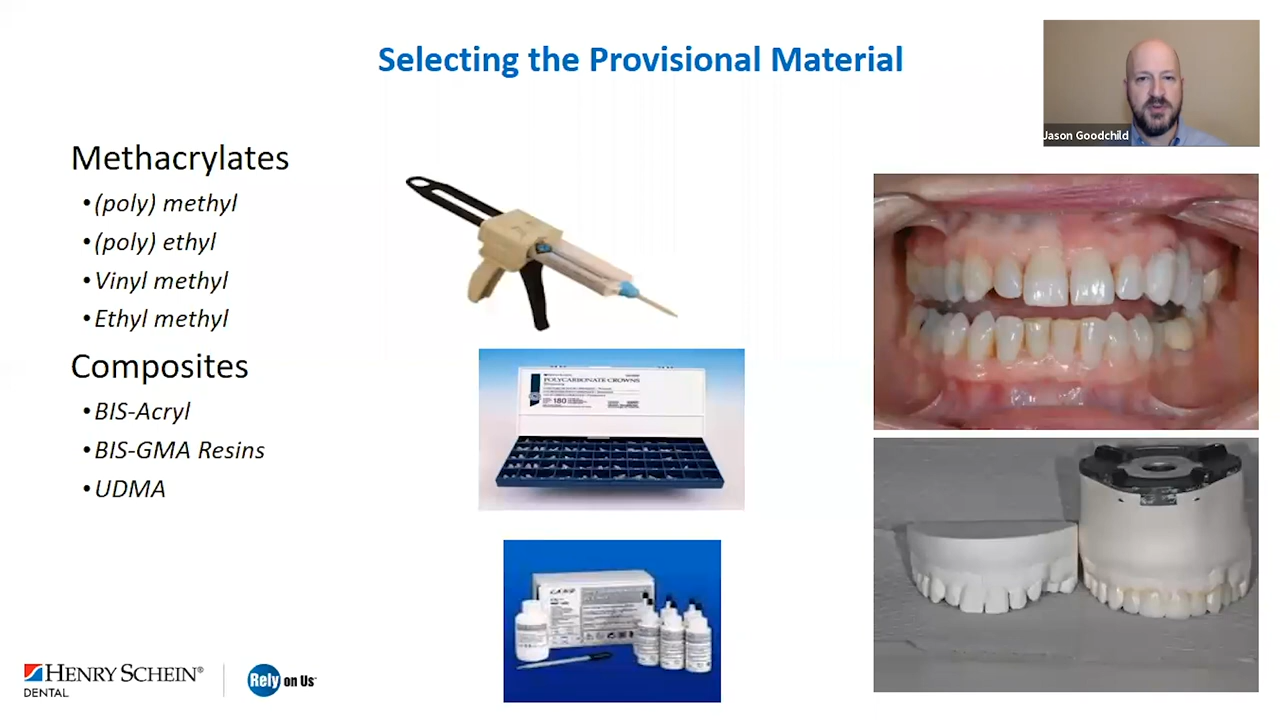 Selecting the Provisional Material
Jason Goodchild
Methacrylates
•(poly) methyl
•(poly) ethyl
•Vinyl methyl
•Ethyl methyl
Composites
•BIS-Acryl
•BIS-GMA Resins
•UDMA
POLYCARBONATE CROWNS
180
HENRY SCHEIN®
DENTAL
Rely on Us